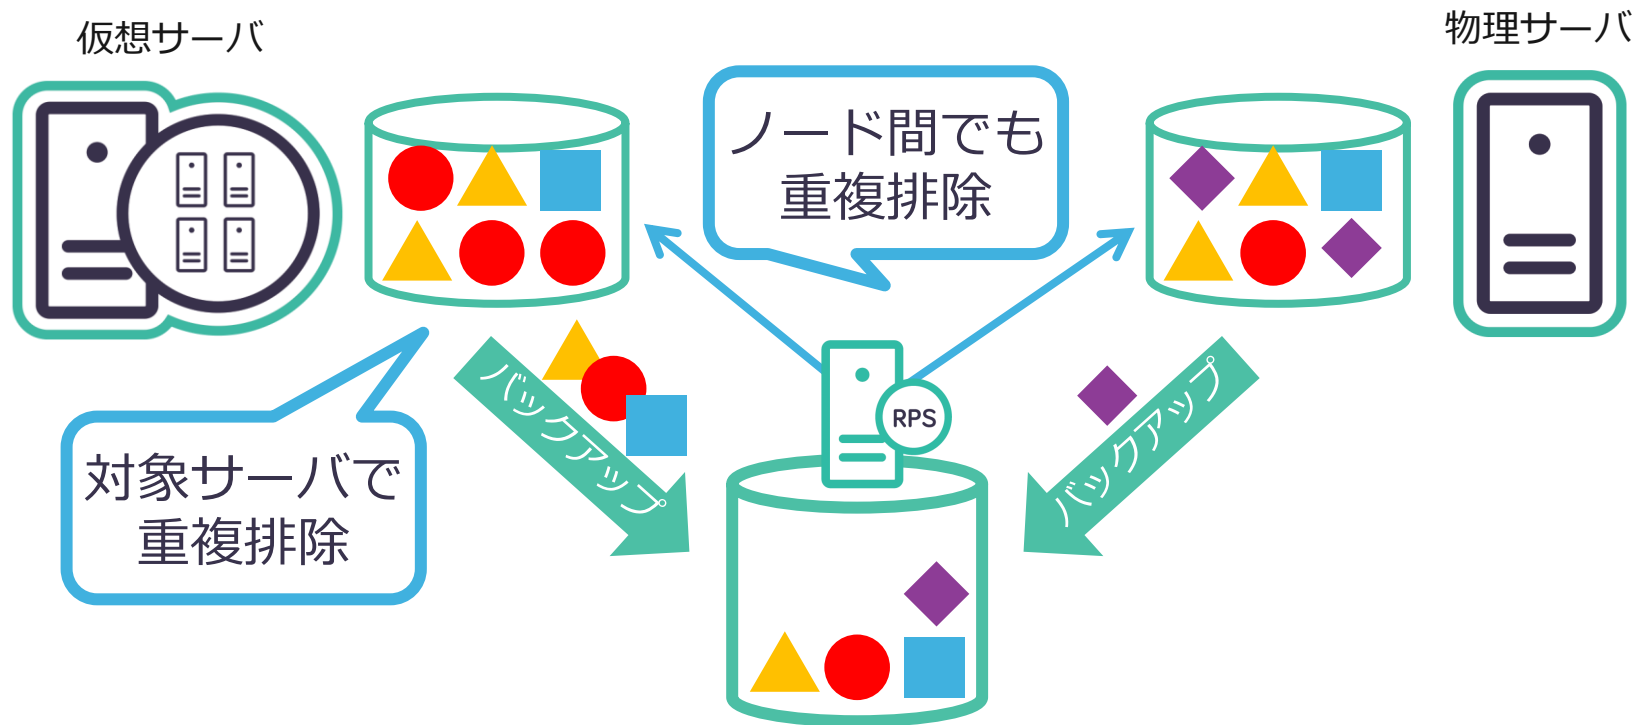 仮想サーバ
物理サーバ
ノード間でも
重複排除
対象サーバで
重複排除
バックアップ
RPS
バックアップ